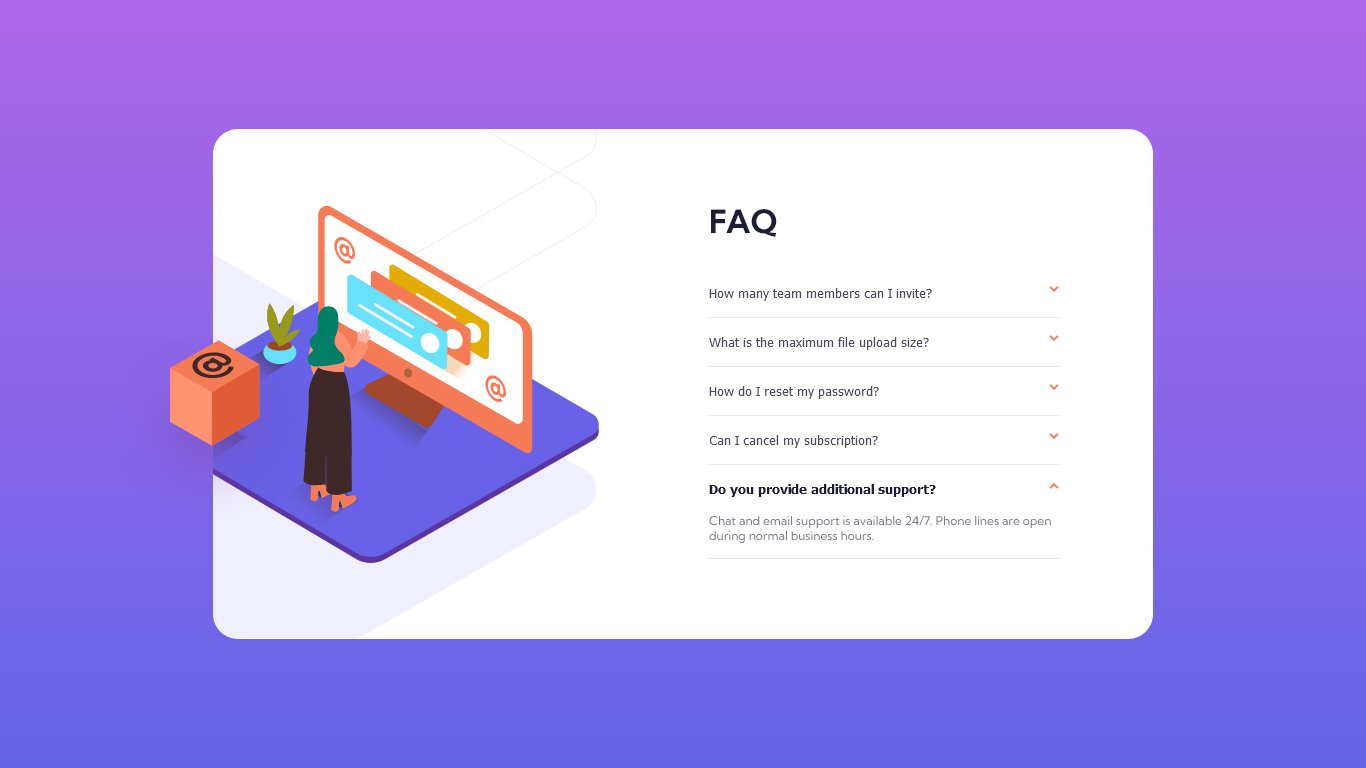 FAQ
How many team members can I invite?
What is the maximum file upload size?
How do I reset my password?
Can I cancel my subscription?
Do you provide additional support?
Chat and email support is available 24/7. Phone lines are open
during normal business hours.
@
@
@